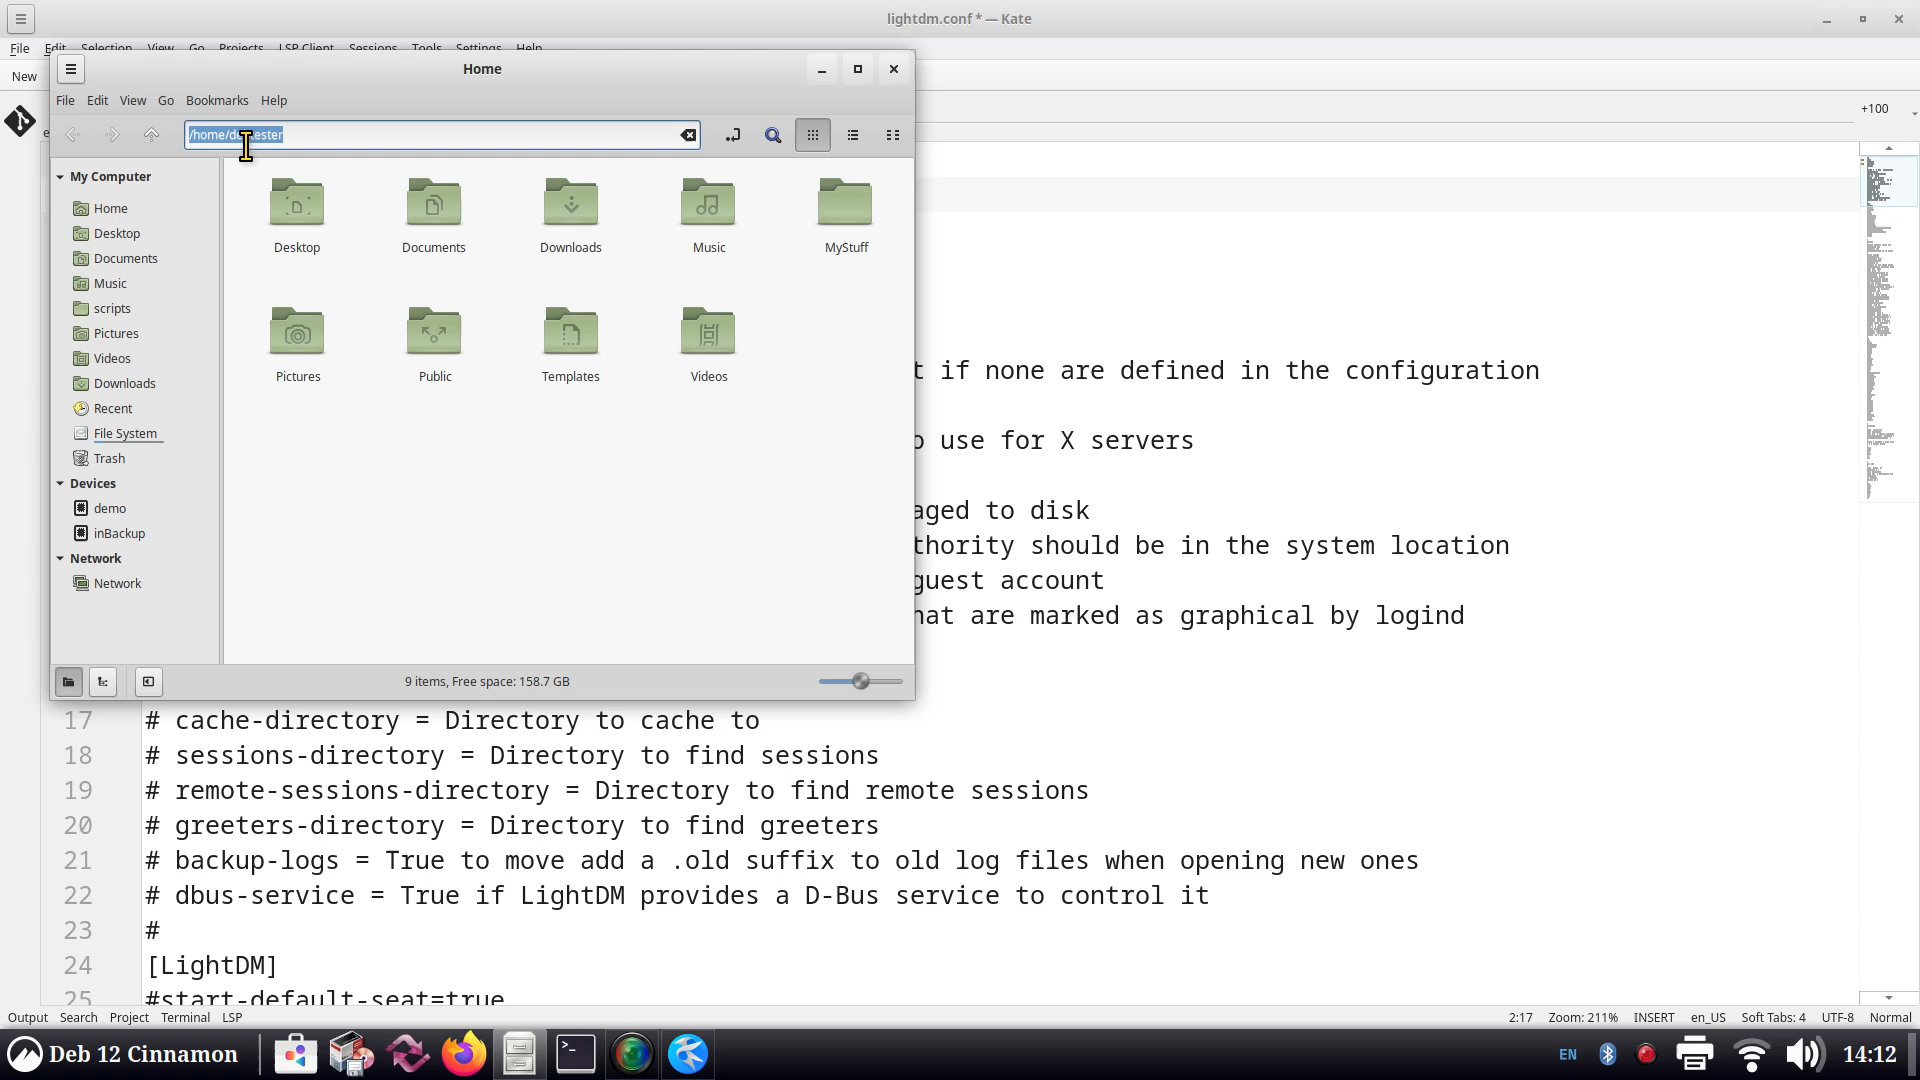 lightdm.conf * — Kate
File Edit Selection View Go Projects LSP Client Sessions Tools Settings Help
New
+100
Home
File Edit View Go Bookmarks Help
My Computer
Home
Desktop
Documents
Music
scripts
Pictures
Videos
Downloads
Recent
File System
Trash
Devices
demo
inBackup
Network
Network
Desktop Documents Downloads Music MyStuff
Pictures Public Templates Videos
9 items, Free space: 158.7 GB
if none are defined in the configuration
use for X servers
to disk
should be in the system location
guest account
are marked as graphical by logind
17 # cache-directory = Directory to cache to
18 # sessions-directory = Directory to find sessions
19 # remote-sessions-directory = Directory to find remote sessions
20 # greeters-directory = Directory to find greeters
21 # backup-logs = True to move add a .old suffix to old log files when opening new ones
22 # dbus-service = True if LightDM provides a D-Bus service to control it
23 #
24 [LightDM]
25 #start-default-seat=true
Output Search Project Terminal LSP
2:17 Zoom: 211% INSERT en_US Soft Tabs: 4 UTF-8 Normal
Deb 12 Cinnamon
EN
14:12